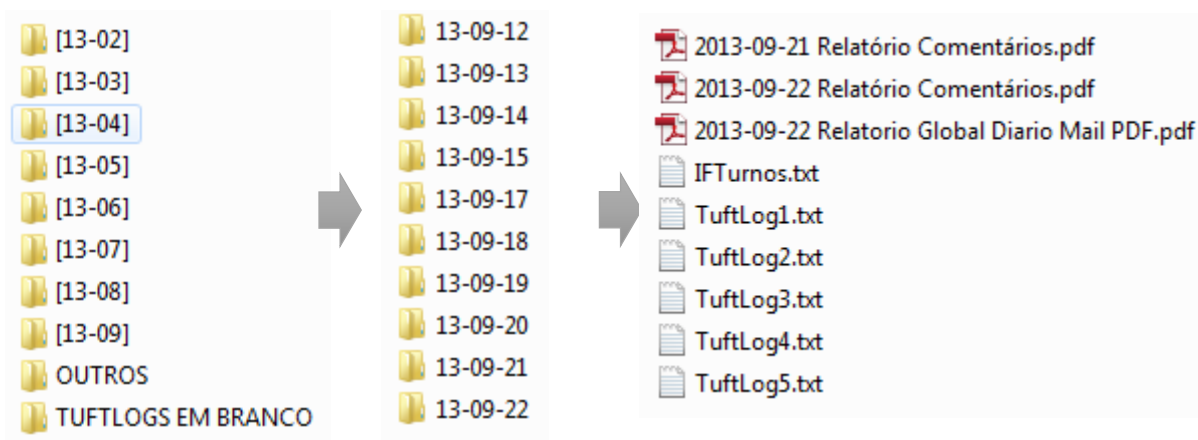 [13-02]
[13-03]
[13-04]
[13-05]
[13-06]
[13-07]
[13-08]
[13-09]
OUTROS
TUFTLOGS EM BRANCO
13-09-12
13-09-13
13-09-14
13-09-15
13-09-17
13-09-18
13-09-19
13-09-20
13-09-21
13-09-22
2013-09-21 Relatório Comentários.pdf
2013-09-22 Relatório Comentários.pdf
2013-09-22 Relatorio Global Diario Mail PDF.pdf
IFTurnos.txt
TuftLog1.txt
TuftLog2.txt
TuftLog3.txt
TuftLog4.txt
TuftLog5.txt